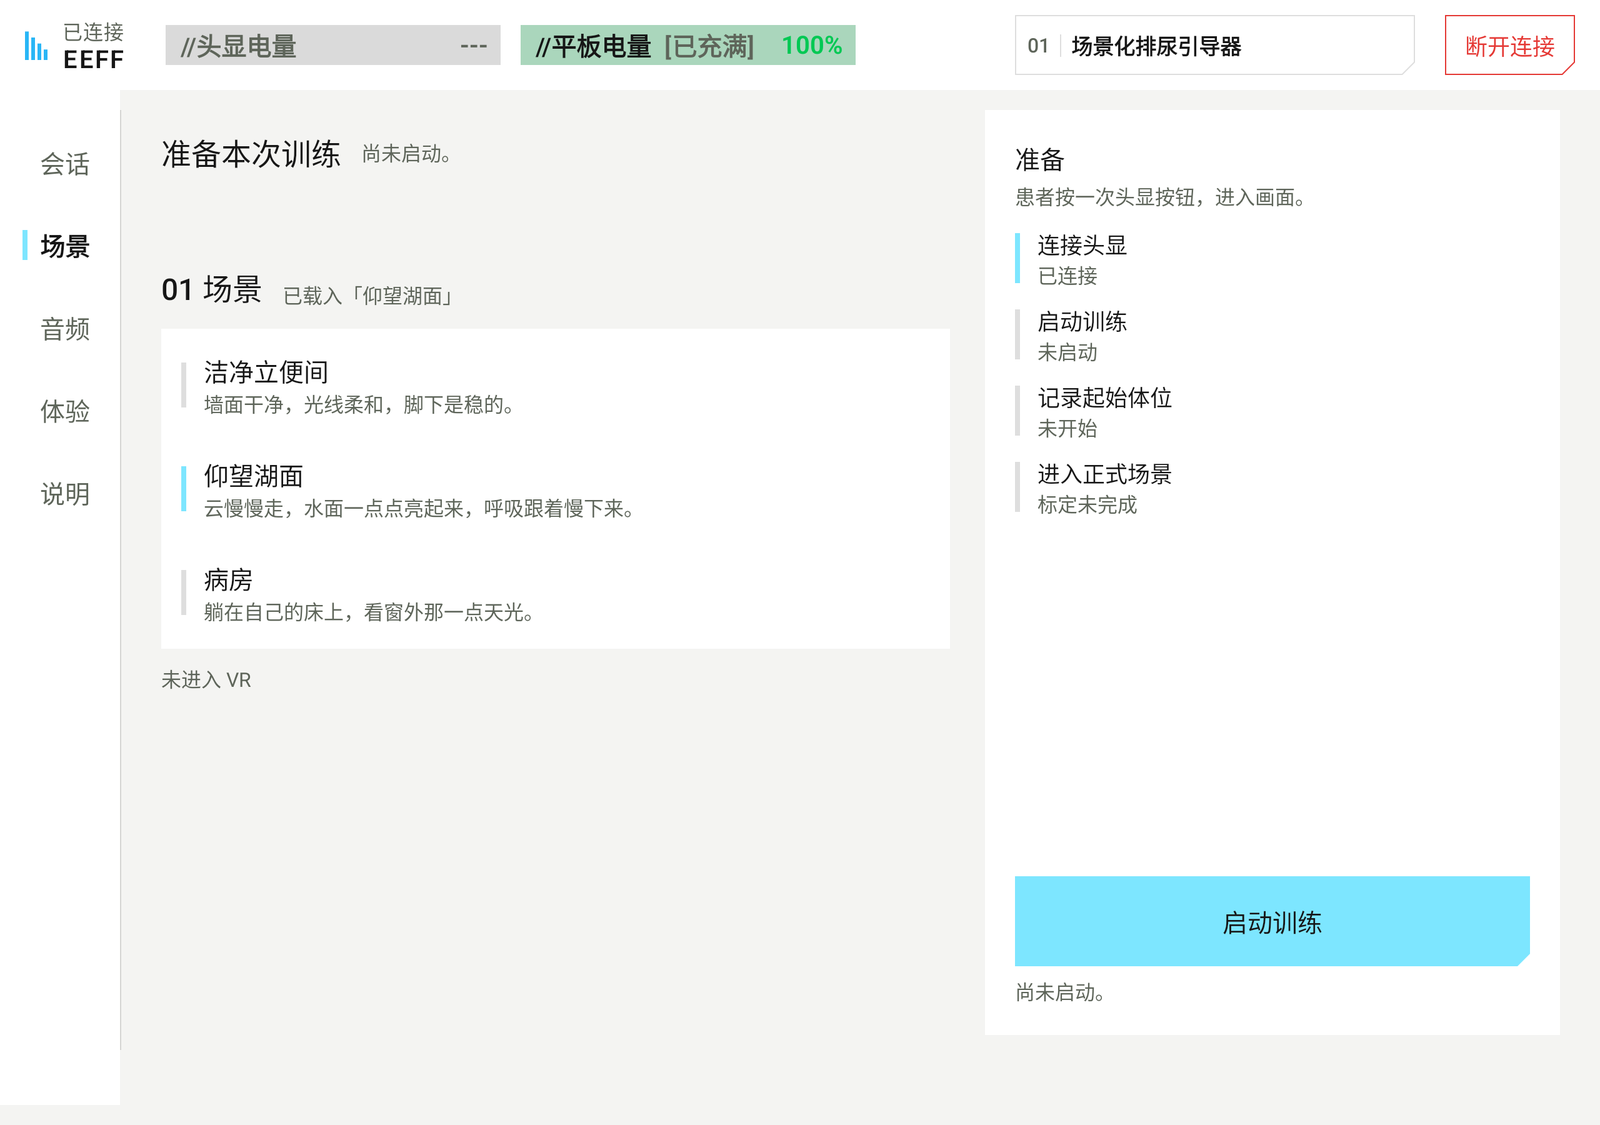 已连接
EEFF
//头显电量 ---
//平板电量 [已充满] 100%
01 场景化排尿引导器
断开连接
会话
场景
音频
体验
说明
准备本次训练 尚未启动。
01 场景 已载入「仰望湖面」
洁净立便间
墙面干净，光线柔和，脚下是稳的。
仰望湖面
云慢慢走，水面一点点亮起来，呼吸跟着慢下来。
病房
躺在自己的床上，看窗外那一点天光。
未进入 VR
准备
患者按一次头显按钮，进入画面。
连接头显
已连接
启动训练
未启动
记录起始体位
未开始
进入正式场景
标定未完成
启动训练
尚未启动。